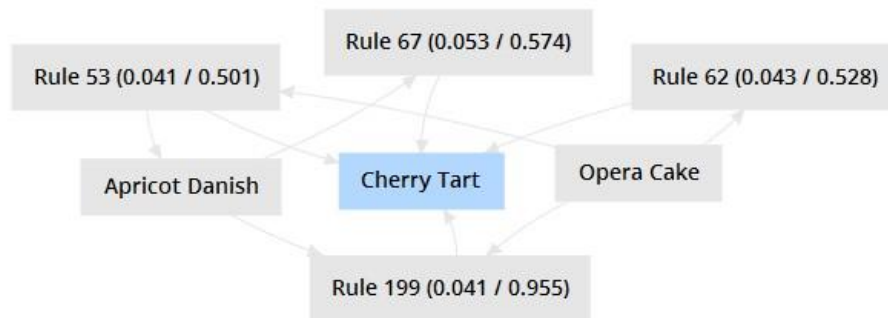 Rule 67 (0.053 / 0.574)
Rule 53 (0.041 / 0.501)
Rule 62 (0.043 / 0.528)
Apricot Danish
Cherry Tart
Opera Cake
Rule 199 (0.041 / 0.955)